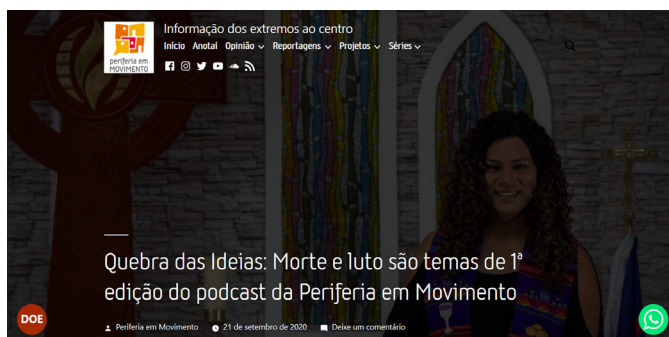 Informação dos extremos ao centro
Início Anotaí Opinião Reportagens Projetos Séries
periferia em
MOVIMENTO
Quebra das Ideias: Morte e luto são temas de 1ª
edição do podcast da Periferia em Movimento
DOE
Periferia em Movimento 21 de setembro de 2020 Deixe um comentário